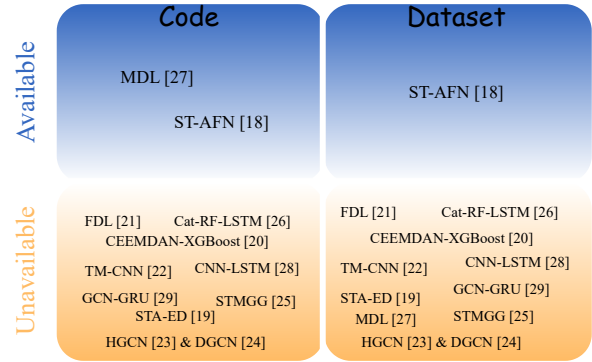 Code
Dataset
Available
MDL [27]
ST-AFN [18]
ST-AFN [18]
Unavailable
FDL [21]
Cat-RF-LSTM [26]
CEEMDAN-XGBoost [20]
TM-CNN [22]
CNN-LSTM [28]
GCN-GRU [29]
STMGG [25]
STA-ED [19]
HGCN [23] & DGCN [24]
FDL [21]
Cat-RF-LSTM [26]
CEEMDAN-XGBoost [20]
TM-CNN [22]
CNN-LSTM [28]
GCN-GRU [29]
STA-ED [19]
MDL [27]
STMGG [25]
HGCN [23] & DGCN [24]